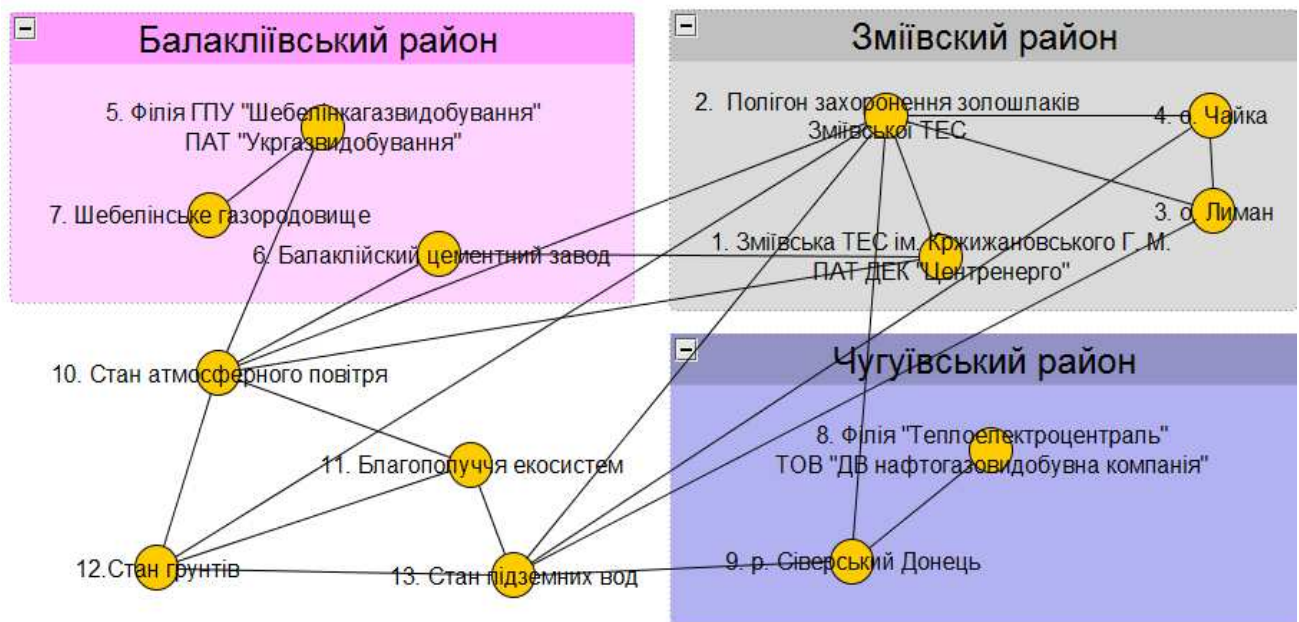 Балакліївський район
5. Філія ГПУ "Шебелінкагазвидобування"
ПАТ "Укргазвидобування"
7. Шебелінське газородовище
6. Балаклійский цементний завод
Зміївский район
2. Полігон захоронення золошлаків
Зміївської ТЕС
4. о. Чайка
3. о. Лиман
1. Зміївська ТЕС ім. Кржижановського Г. М.
ПАТ ДЕК "Центренерго"
10. Стан атмосферного повітря
11. Благополуччя екосистем
12.Стан грунтів
13. Стан підземних вод
Чугуївський район
8. Філія "Теплоелектроцентраль"
ТОВ "ДВ нафтогазовидобувна компанія"
9. р. Сіверський Донець